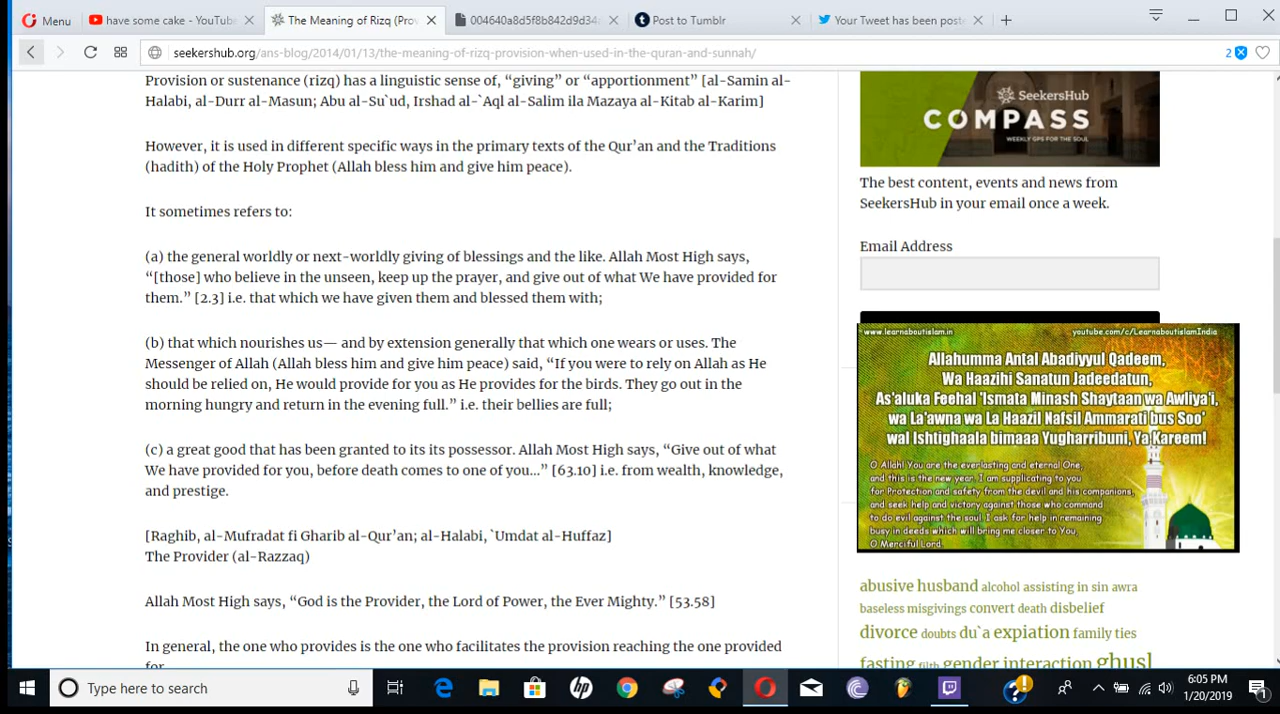 Menu
have some cake - YouTube
The Meaning of Rizq (Prov
004640a8d5f8b842d9d34
Post to Tumblr
Your Tweet has been poste
seekershub.org/ans-blog/2014/01/13/the-meaning-of-rizq-provision-when-used-in-the-quran-and-sunnah/
2
Provision or sustenance (rizq) has a linguistic sense of, “giving” or “apportionment” [al-Samin al-
Halabi, al-Durr al-Masun; Abu al-Su`ud, Irshad al-`Aql al-Salim ila Mazaya al-Kitab al-Karim]
However, it is used in different specific ways in the primary texts of the Qur’an and the Traditions
(hadith) of the Holy Prophet (Allah bless him and give him peace).
It sometimes refers to:
(a) the general worldly or next-worldly giving of blessings and the like. Allah Most High says,
“[those] who believe in the unseen, keep up the prayer, and give out of what We have provided for
them.” [2.3] i.e. that which we have given them and blessed them with;
(b) that which nourishes us— and by extension generally that which one wears or uses. The
Messenger of Allah (Allah bless him and give him peace) said, “If you were to rely on Allah as He
should be relied on, He would provide for you as He provides for the birds. They go out in the
morning hungry and return in the evening full.” i.e. their bellies are full;
(c) a great good that has been granted to its its possessor. Allah Most High says, “Give out of what
We have provided for you, before death comes to one of you…” [63.10] i.e. from wealth, knowledge,
and prestige.
[Raghib, al-Mufradat fi Gharib al-Qur’an; al-Halabi, `Umdat al-Huffaz]
The Provider (al-Razzaq)
Allah Most High says, “God is the Provider, the Lord of Power, the Ever Mighty.” [53.58]
In general, the one who provides is the one who facilitates the provision reaching the one provided
for
SeekersHub
COMPASS
WEEKLY GPS FOR THE SOUL
The best content, events and news from
SeekersHub in your email once a week.
Email Address
www.learnaboutislam.in
youtube.com/c/LearnaboutislamIndia
Allahumma Antal Abadiyyul Qadeem,
Wa Haazihi Sanatun Jadeedatun,
As'aluka Feehal 'Ismata Minash Shaytaan wa Awliya'i,
wa La'awna wa La Haazil Nafsil Ammarati bus Soo'
wal Ishtighaala bimaaa Yugharribuni, Ya Kareem!
O Allah! You are the everlasting and eternal One,
and this is the new year. I am supplicating to you
for Protection and safety from the devil and his companions,
and seek help and victory against those who command
to do evil against the soul. I ask for help in remaining
busy in deeds which will bring me closer to You,
O Merciful Lord.
abusive husband alcohol assisting in sin awra
baseless misgivings convert death disbelief
divorce doubts du`a expiation family ties
fasting filth gender interaction ghusl
Type here to search
6:05 PM
1/20/2019
1